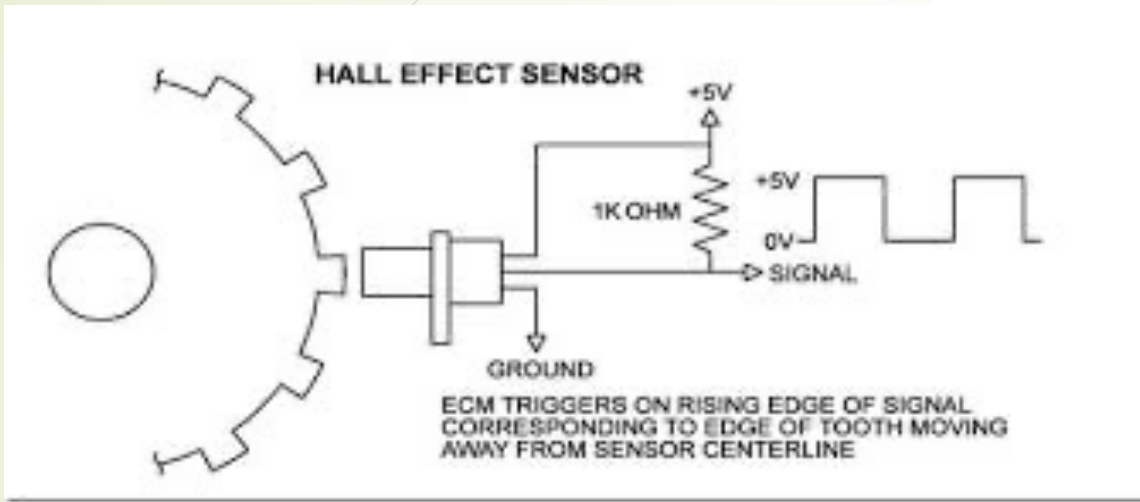 HALL EFFECT SENSOR
+5V
+5V
1K OHM
0V
SIGNAL
GROUND
ECM TRIGGERS ON RISING EDGE OF SIGNAL
CORRESPONDING TO EDGE OF TOOTH MOVING
AWAY FROM SENSOR CENTERLINE